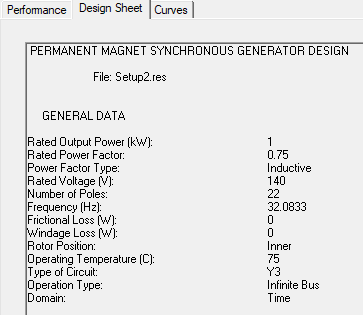 Performance Design Sheet Curves
PERMANENT MAGNET SYNCHRONOUS GENERATOR DESIGN
File: Setup2.res
GENERAL DATA
Rated Output Power (kW): 1
Rated Power Factor: 0.75
Power Factor Type: Inductive
Rated Voltage (V): 140
Number of Poles: 22
Frequency (Hz): 32.0833
Frictional Loss (W): 0
Windage Loss (W): 0
Rotor Position: Inner
Operating Temperature (C): 75
Type of Circuit: Y3
Operation Type: Infinite Bus
Domain: Time